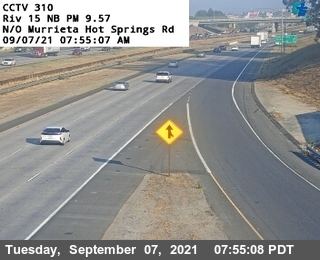 CCTV 310
Riv 15 NB PM 9.57
N/O Murrieta Hot Springs Rd
09/07/21 07:55:07 AM
Tuesday, September 07, 2021 07:55:08 PDT